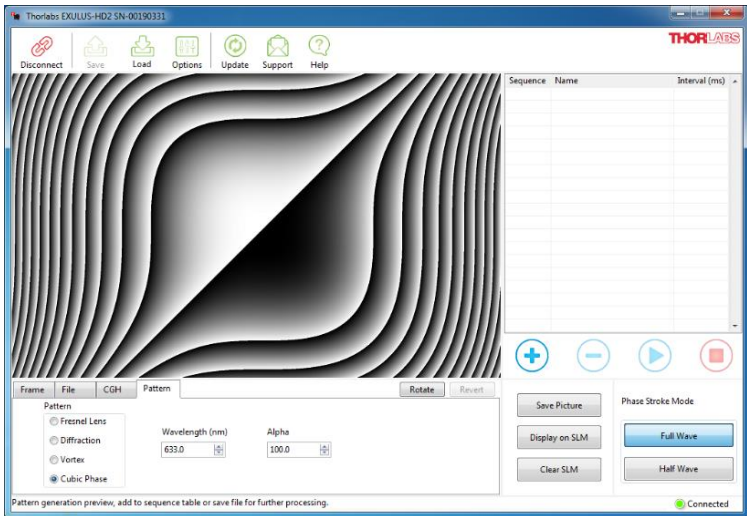 Thorlabs EXULUS-HD2 SN-00190331
THORLABS
Disconnect Save Load Options Update Support Help
Sequence Name Interval (ms)
Frame File CGH Pattern Rotate Revert
Pattern
Fresnel Lens
Diffraction
Vortex
Cubic Phase
Wavelength (nm) Alpha
633.0 100.0
Save Picture
Display on SLM
Clear SLM
Phase Stroke Mode
Full Wave
Half Wave
Pattern generation preview, add to sequence table or save file for further processing.
Connected